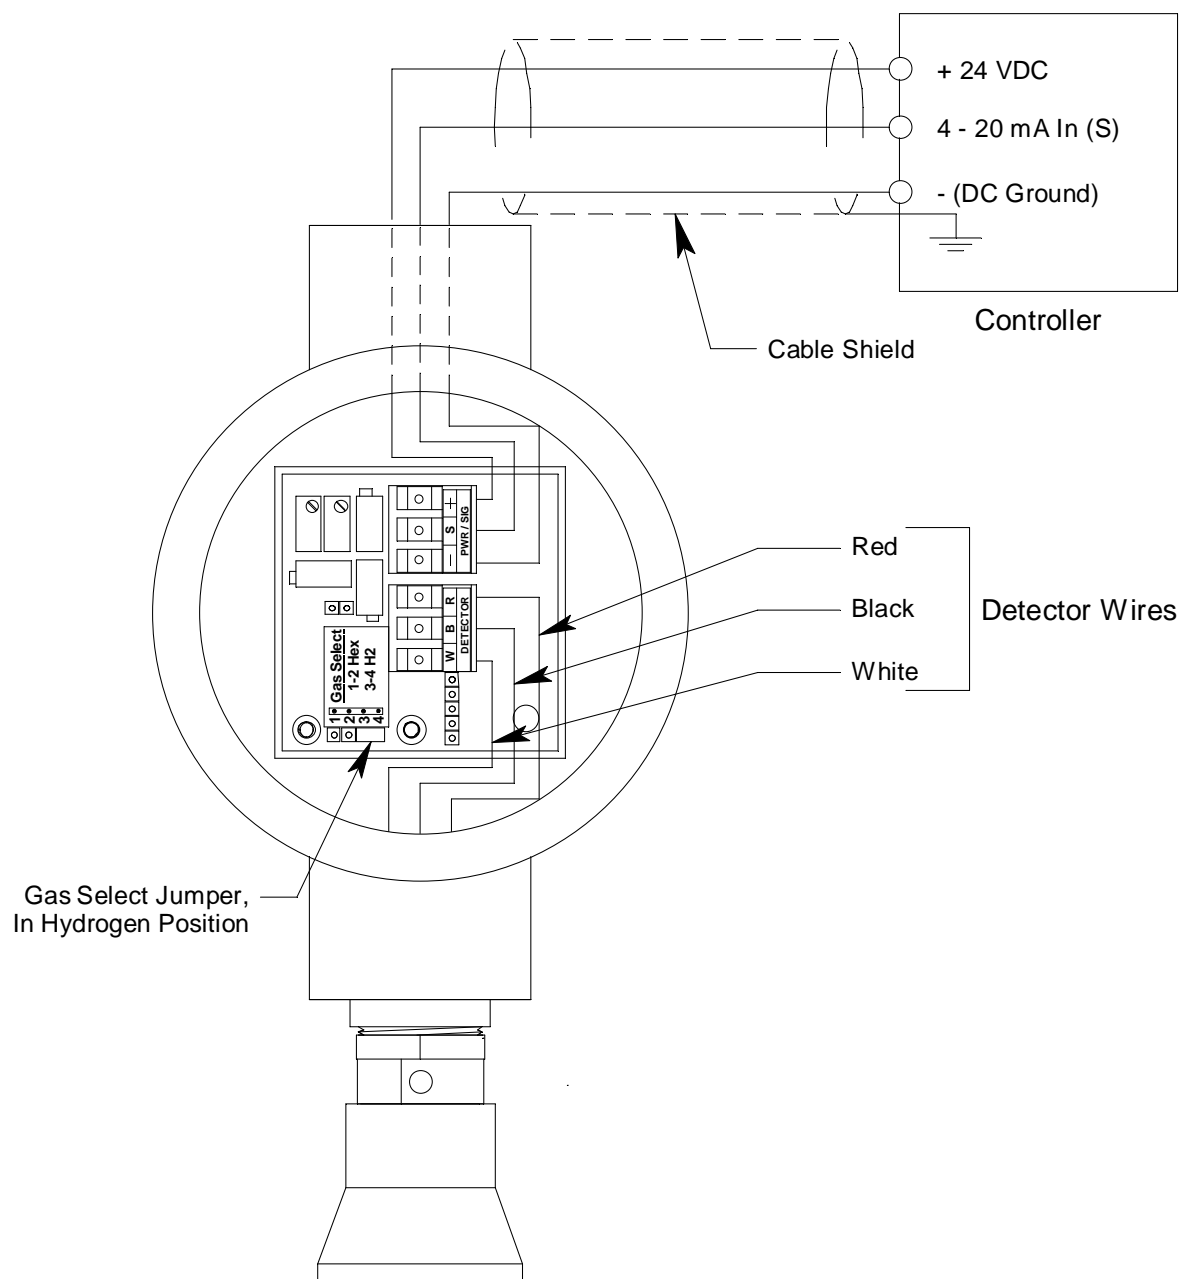 + 24 VDC
4 - 20 mA In (S)
- (DC Ground)
Controller
Cable Shield
+
S
-
PWR / SIG
R
B
W
DETECTOR
Red
Black
White
Detector Wires
Gas Select
1-2 Hex
3-4 H2
1
2
3
4
Gas Select Jumper,
In Hydrogen Position